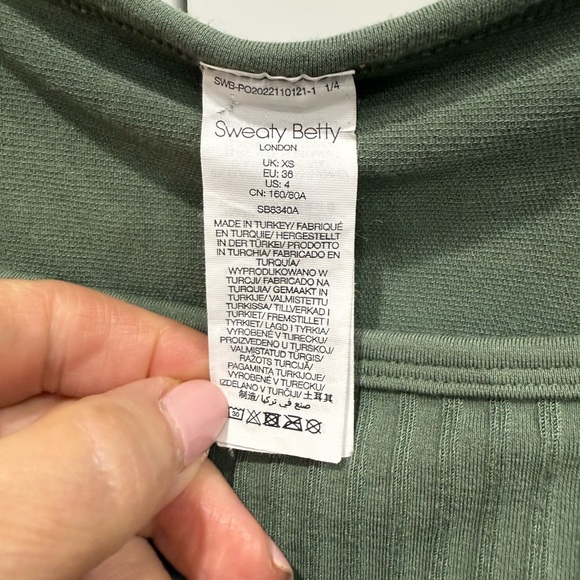 SWB-PO2022110121-1 1/4
Sweaty Betty
LONDON
UK: XS
EU: 36
US: 4
CN: 160/80A
SB8340A
MADE IN TURKEY/ FABRIQUÉ
EN TURQUIE/ HERGESTELLT
IN DER TÜRKEI/ PRODOTTO
IN TURCHIA/ FABRICADO EN
TURQUÍA/
WYPRODUKOWANO W
TURCJI/ FABRICADO NA
TURQUIA/ GEMAAKT IN
TURKIJE/ VALMISTETTU
TURKISSA/ TILLVERKAD I
TURKIET/ FREMSTILLET I
TYRKIET/ LAGD I TYRKIA/
VYROBENÉ V TURECKU/
PROIZVEDENO U TURSKOJ/
VALMISTATUD TÜRGIS/
RAŽOTS TURCIJĀ/
PAGAMINTA TURKIJOJE/
VYROBENÉ V TURECKU/
IZDELANO V TURČIJI/ 土耳其
制造/ صنع في تركيا
30